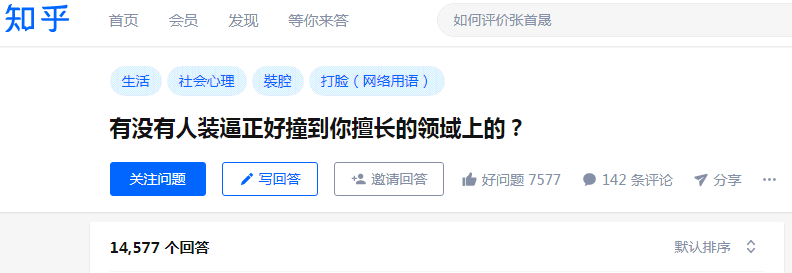 知乎 首页 会员 发现 等你来答 如何评价张首晟
生活 社会心理 裝腔 打脸（网络用语）
有没有人装逼正好撞到你擅长的领域上的？
关注问题 写回答 邀请回答 好问题 7577 142 条评论 分享 ...
14,577 个回答 默认排序